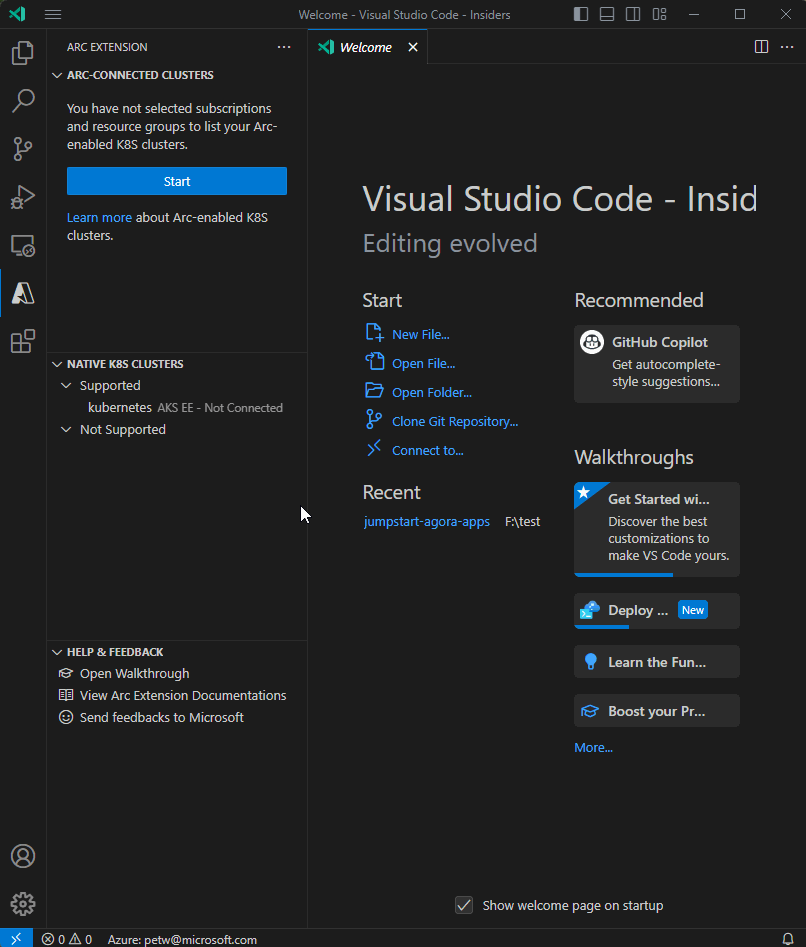 Welcome - Visual Studio Code - Insiders
ARC EXTENSION
ARC-CONNECTED CLUSTERS
You have not selected subscriptions
and resource groups to list your Arc-
enabled K8S clusters.
Start
Learn more about Arc-enabled K8S
clusters.
NATIVE K8S CLUSTERS
Supported
kubernetes AKS EE - Not Connected
Not Supported
HELP & FEEDBACK
Open Walkthrough
View Arc Extension Documentations
Send feedbacks to Microsoft
Welcome
Visual Studio Code - Insid
Editing evolved
Start
New File...
Open File...
Open Folder...
Clone Git Repository...
Connect to...
Recent
jumpstart-agora-apps F:\test
Recommended
GitHub Copilot
Get autocomplete-
style suggestions...
Walkthroughs
Get Started wi...
Discover the best
customizations to
make VS Code yours.
Deploy ... New
Learn the Fun...
Boost your Pr...
More...
Show welcome page on startup
0 0 Azure: petw@microsoft.com